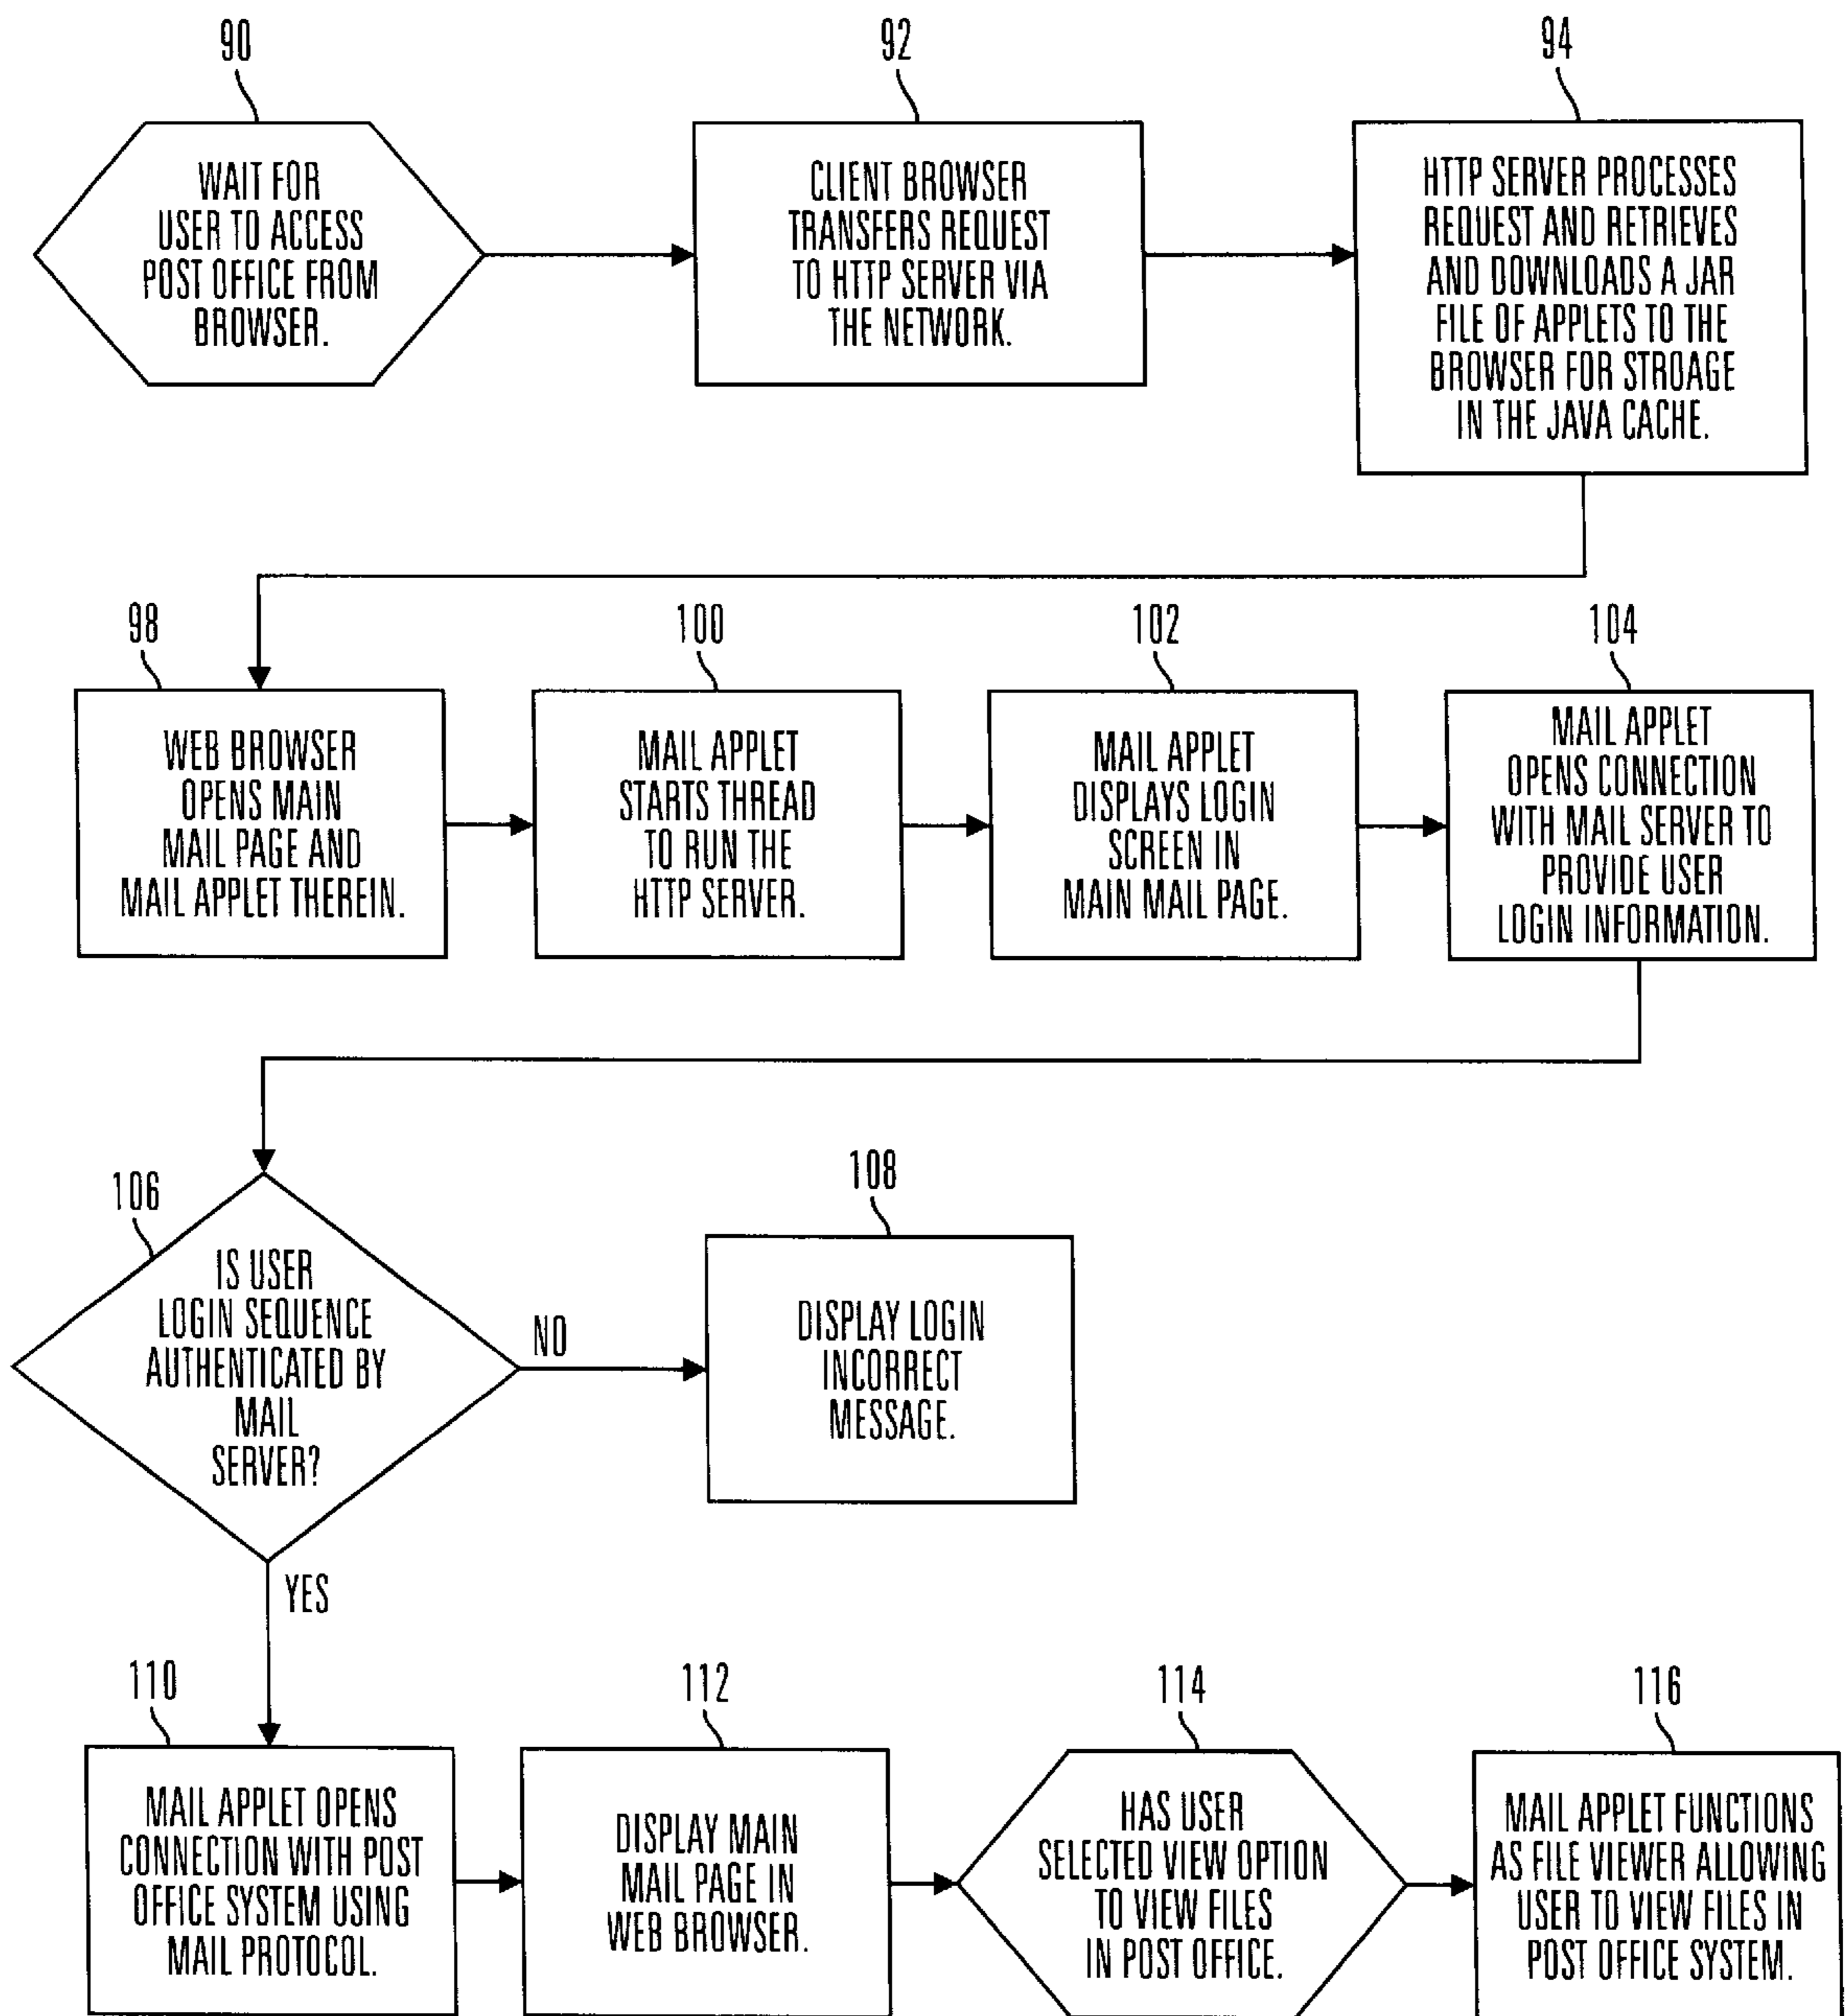 90
WAIT FOR
USER TO ACCESS
POST OFFICE FROM
BROWSER.
92
CLIENT BROWSER
TRANSFERS REQUEST
TO HTTP SERVER VIA
THE NETWORK.
94
HTTP SERVER PROCESSES
REQUEST AND RETRIEVES
AND DOWNLOADS A JAR
FILE OF APPLETS TO THE
BROWSER FOR STROAGE
IN THE JAVA CACHE.
98
WEB BROWSER
OPENS MAIN
MAIL PAGE AND
MAIL APPLET THEREIN.
100
MAIL APPLET
STARTS THREAD
TO RUN THE
HTTP SERVER.
102
MAIL APPLET
DISPLAYS LOGIN
SCREEN IN
MAIN MAIL PAGE.
104
MAIL APPLET
OPENS CONNECTION
WITH MAIL SERVER TO
PROVIDE USER
LOGIN INFORMATION.
106
IS USER
LOGIN SEQUENCE
AUTHENTICATED BY
MAIL
SERVER?
NO
108
DISPLAY LOGIN
INCORRECT
MESSAGE.
YES
110
MAIL APPLET OPENS
CONNECTION WITH POST
OFFICE SYSTEM USING
MAIL PROTOCOL.
112
DISPLAY MAIN
MAIL PAGE IN
WEB BROWSER.
114
HAS USER
SELECTED VIEW OPTION
TO VIEW FILES
IN POST OFFICE.
116
MAIL APPLET FUNCTIONS
AS FILE VIEWER ALLOWING
USER TO VIEW FILES IN
POST OFFICE SYSTEM.